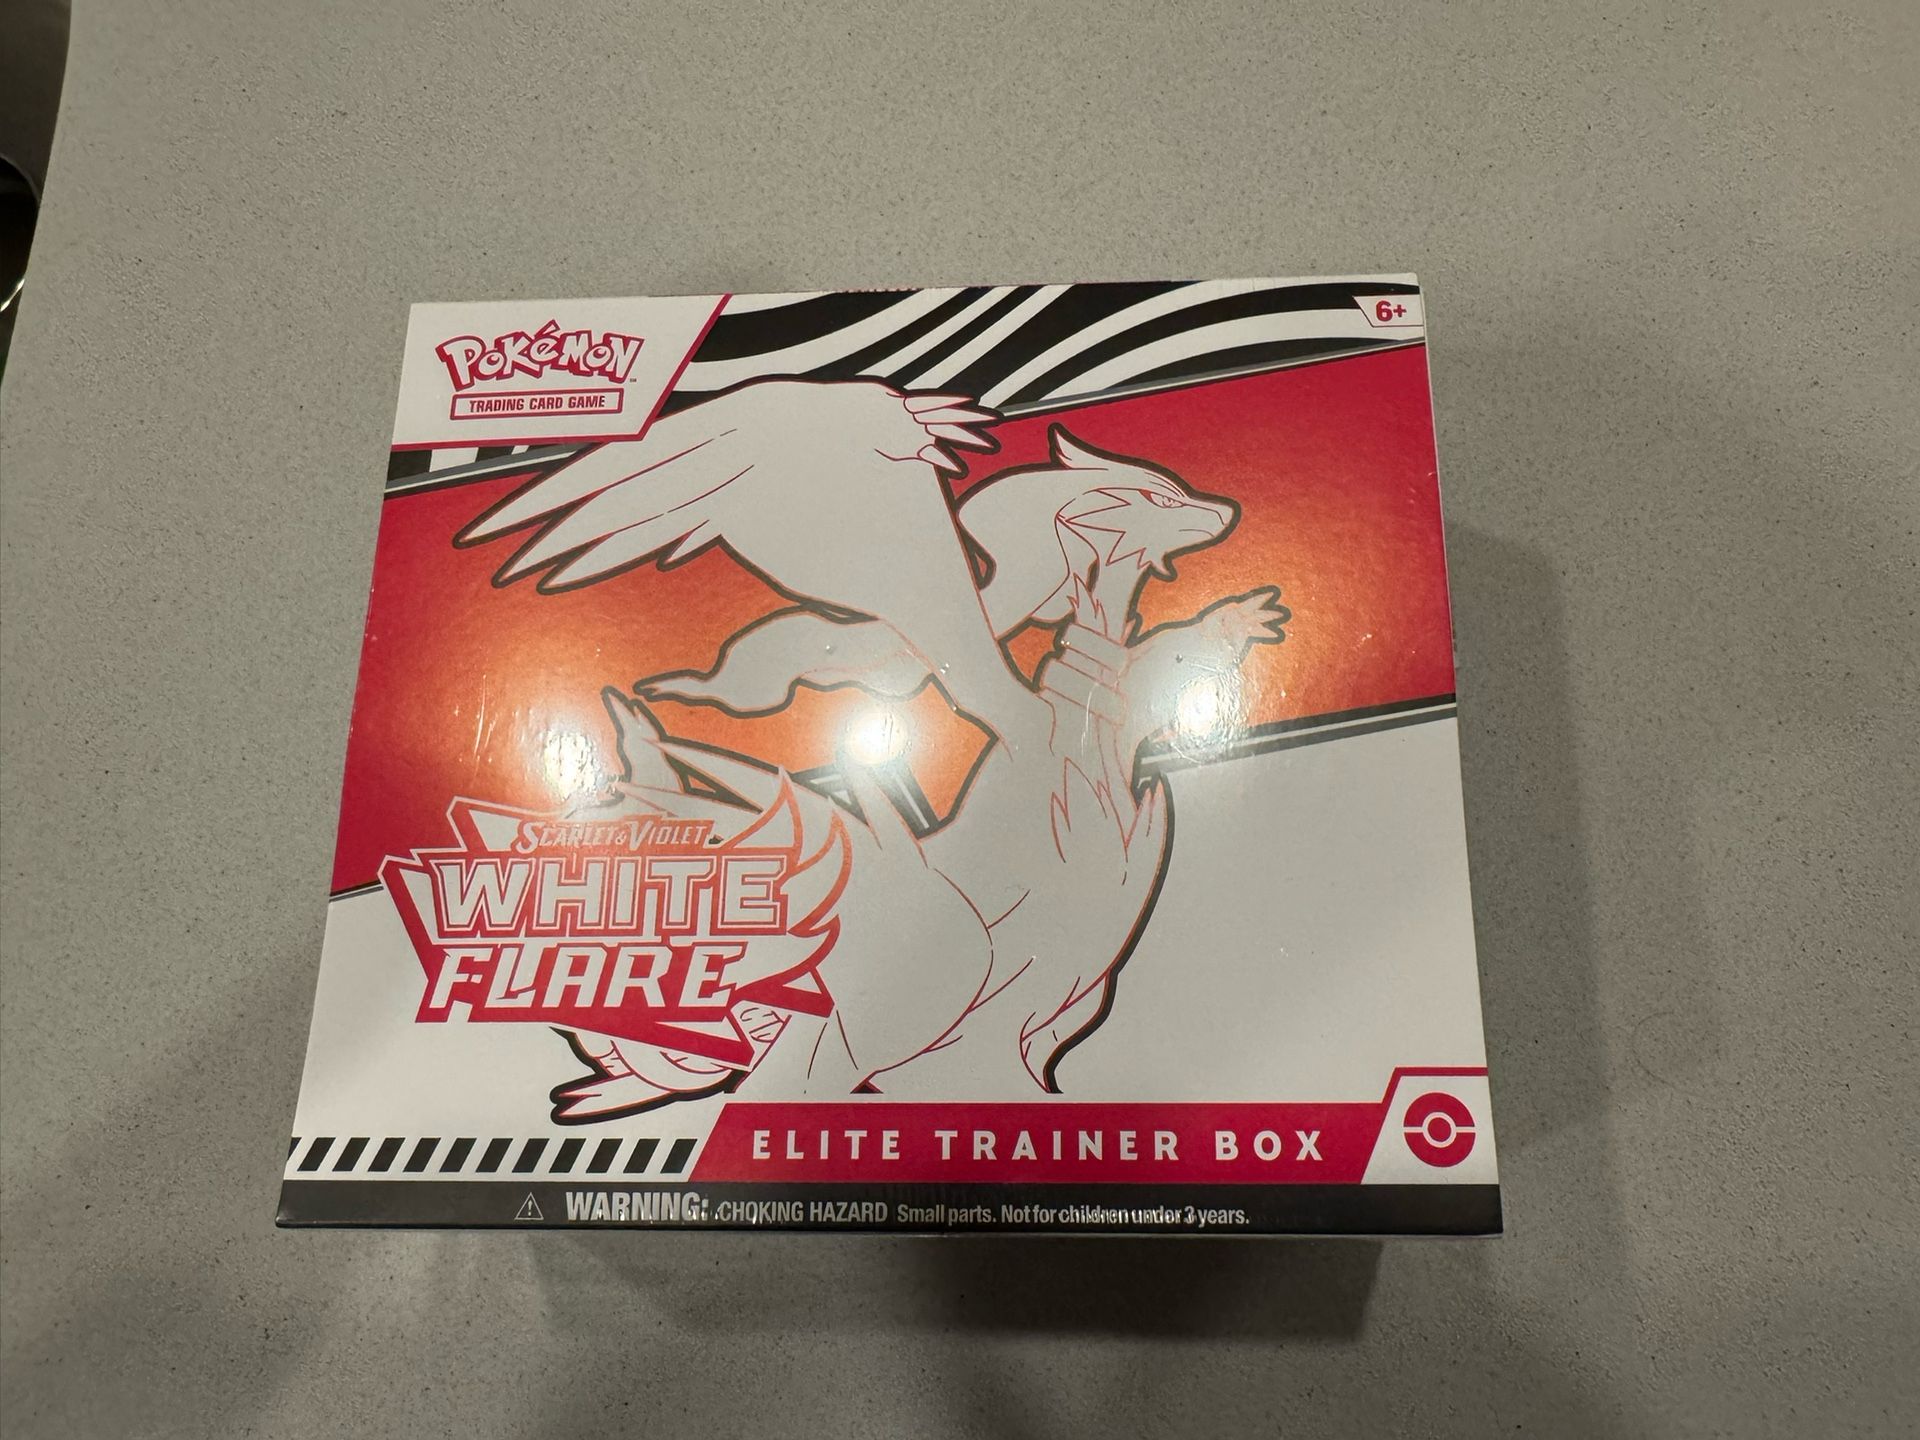 POKéMON
TRADING CARD GAME
6+
SCARLET & VIOLET
WHITE
FLARE
ELITE TRAINER BOX
WARNING: CHOKING HAZARD Small parts. Not for children under 3 years.